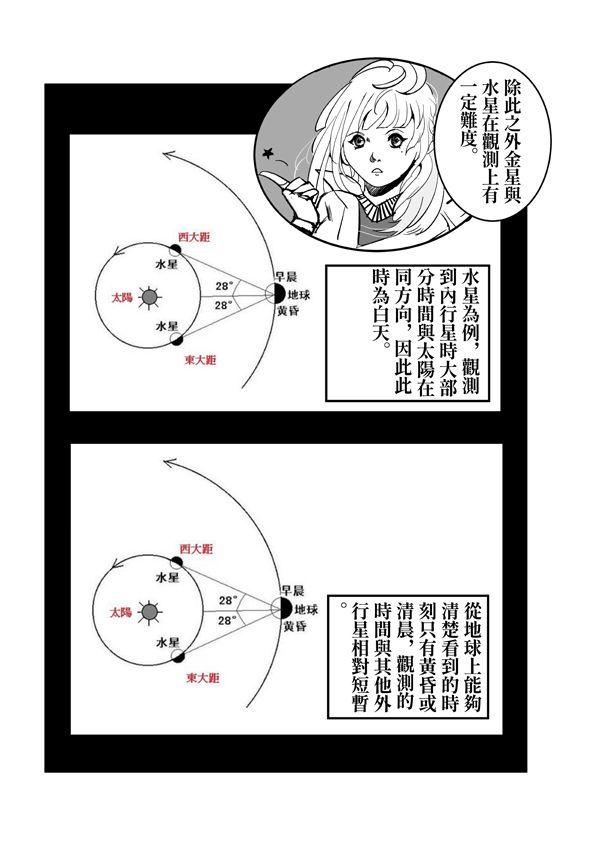 除此之外金星與
水星在觀測上有
一定難度。
西大距
水星
太陽
水星
東大距
28°
28°
早晨
地球
黄昏
水星為例，觀測
到內行星時大部
分時間與太陽在
同方向，因此此
時為白天。
西大距
水星
太陽
水星
東大距
28°
28°
早晨
地球
黄昏
從地球上能夠
清楚看到的時
刻只有黃昏或
清晨，觀測的
時間與其他外
行星相對短暫
。